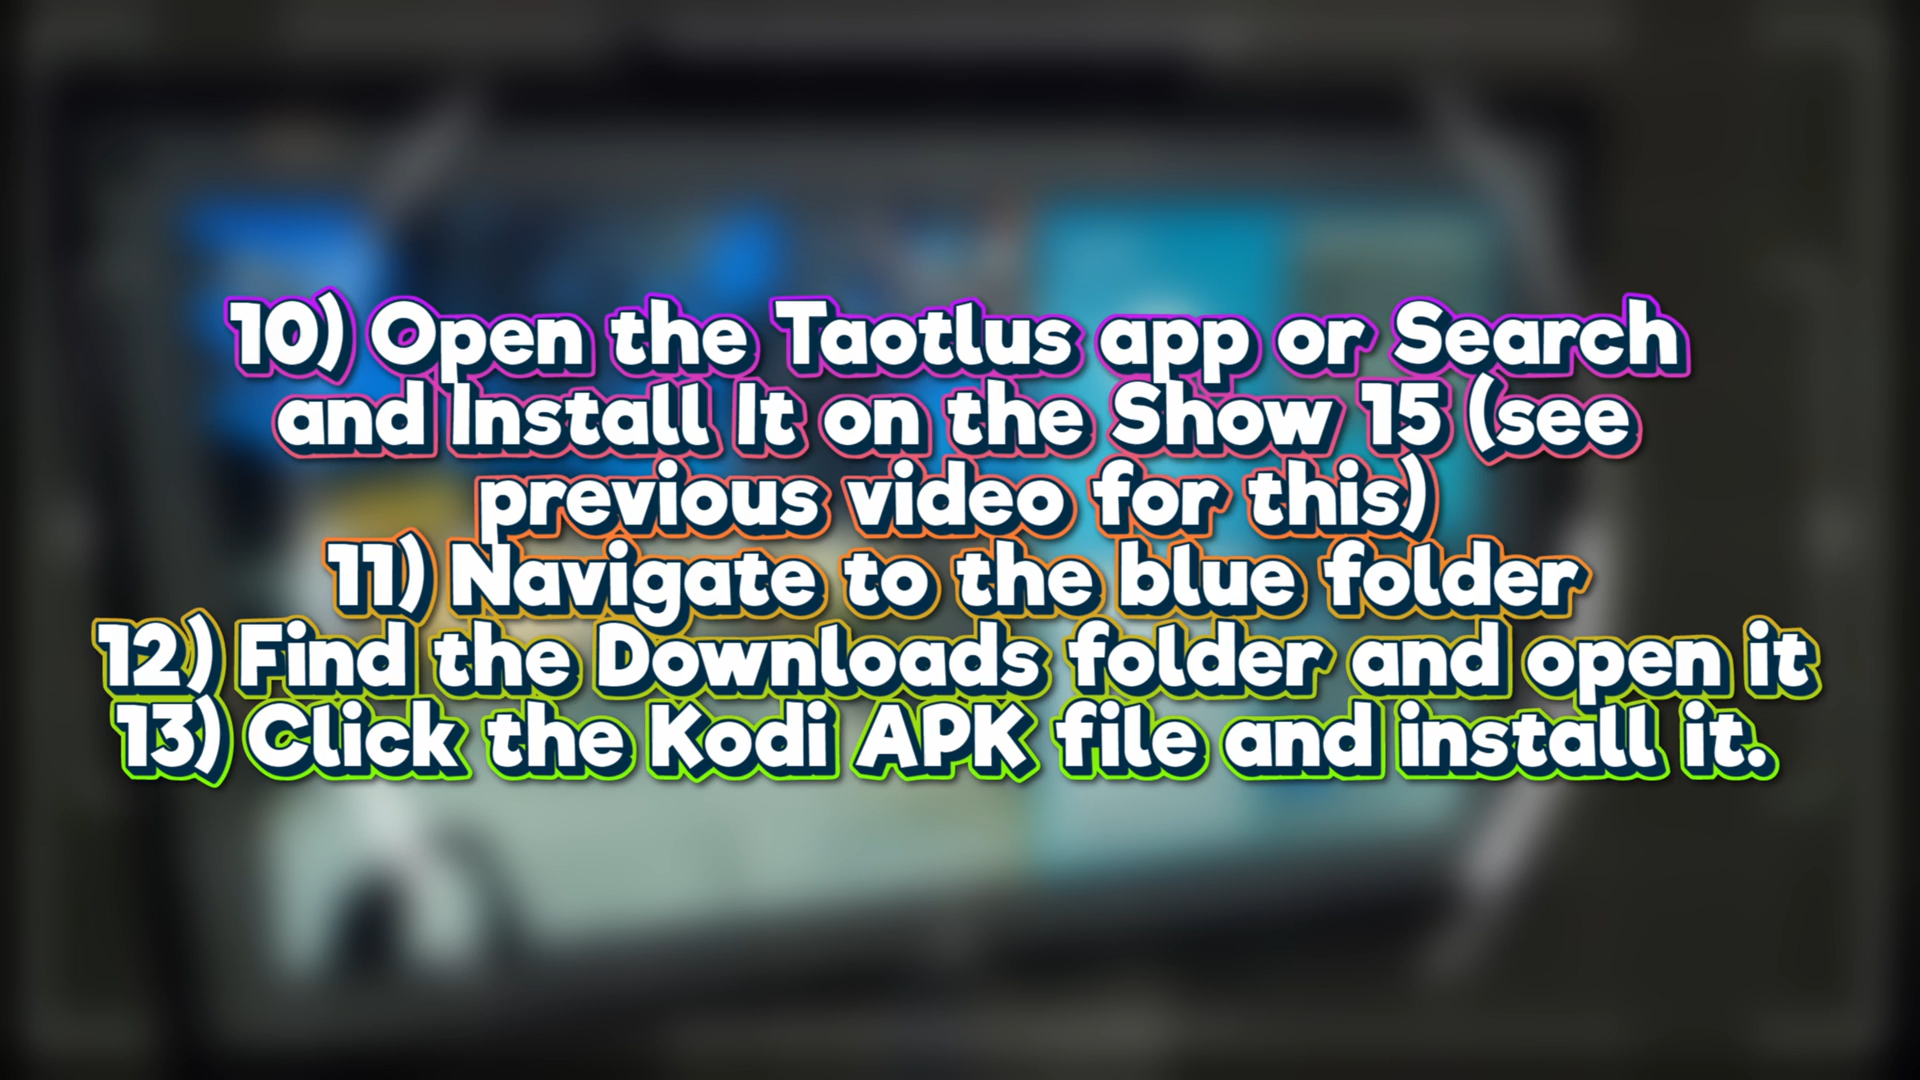 10) Open the Taotlus app or Search
and Install It on the Show 15 (see
previous video for this)
11) Navigate to the blue folder
12) Find the Downloads folder and open it
13) Click the Kodi APK file and install it.